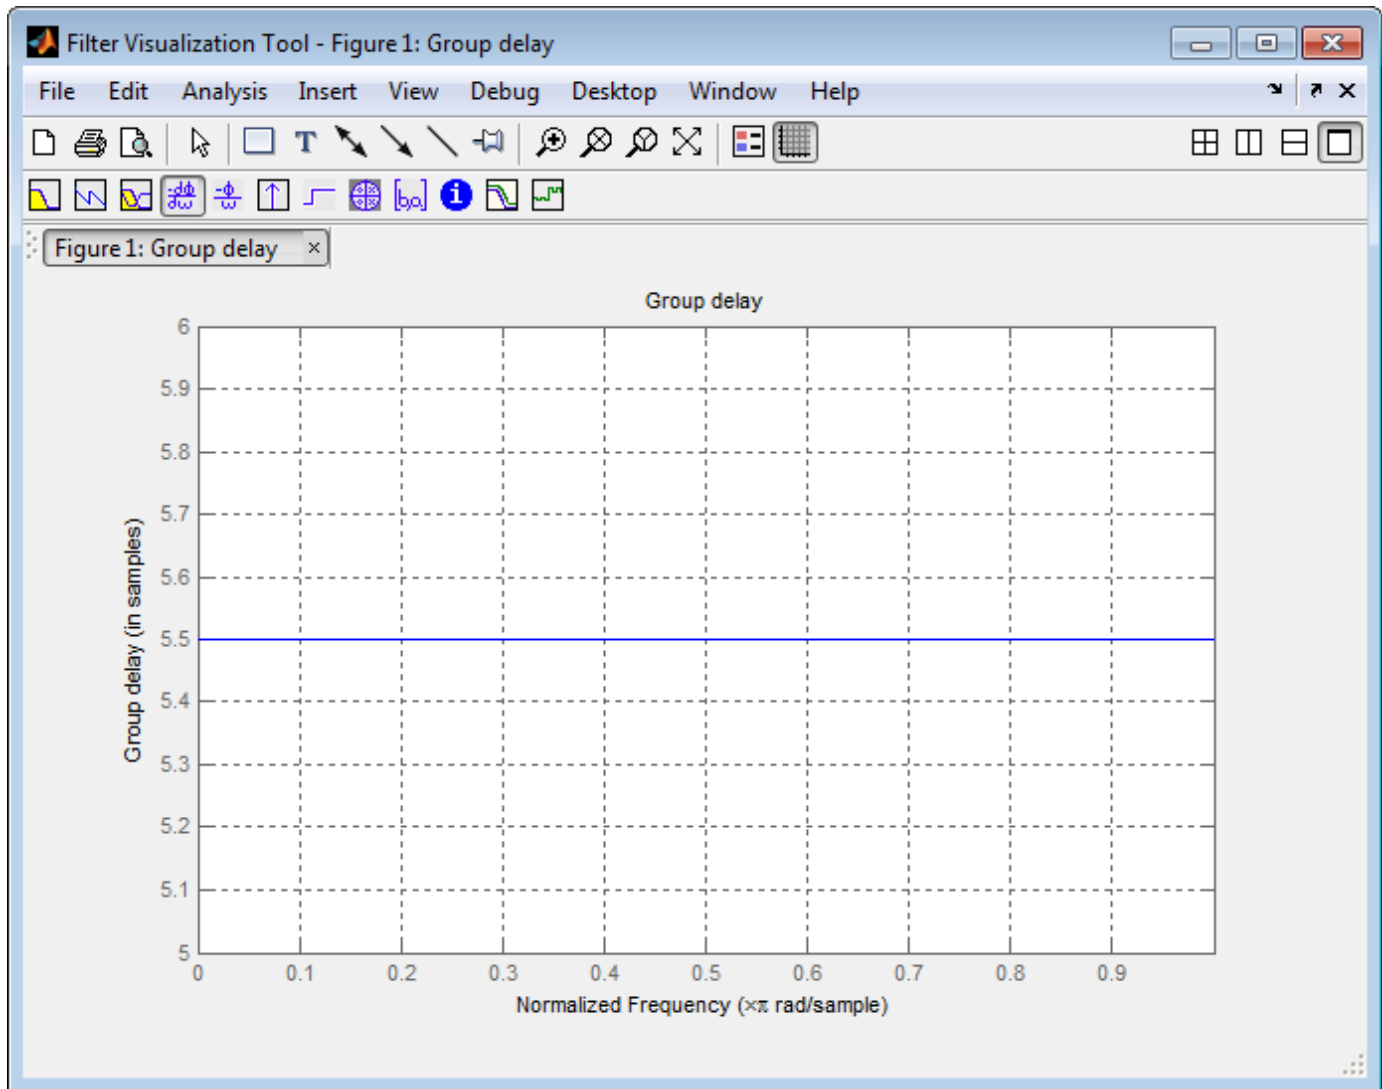 Filter Visualization Tool - Figure 1: Group delay
File Edit Analysis Insert View Debug Desktop Window Help
T
[b,a] i
Figure 1: Group delay ×
Group delay
6
5.9
5.8
5.7
5.6
5.5
5.4
5.3
5.2
5.1
5
Group delay (in samples)
0 0.1 0.2 0.3 0.4 0.5 0.6 0.7 0.8 0.9
Normalized Frequency (×π rad/sample)